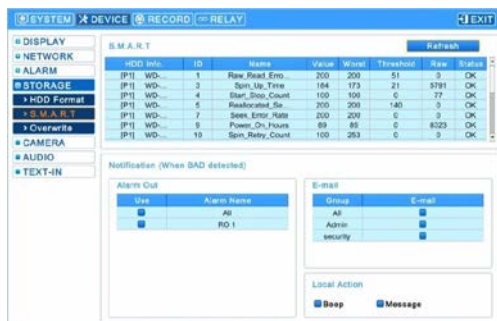 SYSTEM DEVICE RECORD RELAY EXIT
DISPLAY
NETWORK
ALARM
STORAGE
HDD Format
S.M.A.R.T
Overwrite
CAMERA
AUDIO
TEXT-IN
S.M.A.R.T Refresh
HDD Info. ID Name Value Worst Threshold Raw Status
[P1] WD-... 1 Raw_Read_Erro... 200 200 51 0 OK
[P1] WD-... 3 Spin_Up_Time 184 173 21 5791 OK
[P1] WD-... 4 Start_Stop_Count 100 100 0 77 OK
[P1] WD-... 5 Reallocated_Se... 200 200 140 0 OK
[P1] WD-... 7 Seek_Error_Rate 200 200 0 0 OK
[P1] WD-... 9 Power_On_Hours 89 89 0 8323 OK
[P1] WD-... 10 Spin_Retry_Count 100 253 0 0 OK
Notification (When BAD detected)
Alarm Out
Use Alarm Name
All
RO 1
E-mail
Group E-mail
All
Admin
security
Local Action
Beep Message